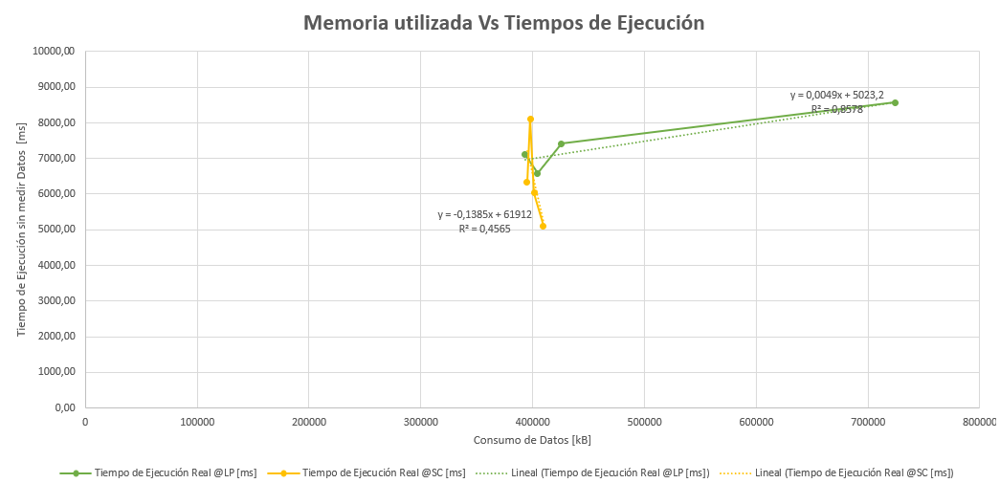 Memoria utilizada Vs Tiempos de Ejecución
10000,00
9000,00
8000,00
7000,00
6000,00
5000,00
4000,00
3000,00
2000,00
1000,00
0,00
Tiempo de Ejecución sin medir Datos [ms]
y = 0,0049x + 5023,2
R² = 0,8578
y = -0,1385x + 61912
R² = 0,4565
0 100000 200000 300000 400000 500000 600000 700000 800000
Consumo de Datos [kB]
Tiempo de Ejecución Real @LP [ms] Tiempo de Ejecución Real @SC [ms] Lineal (Tiempo de Ejecución Real @LP [ms]) Lineal (Tiempo de Ejecución Real @SC [ms])